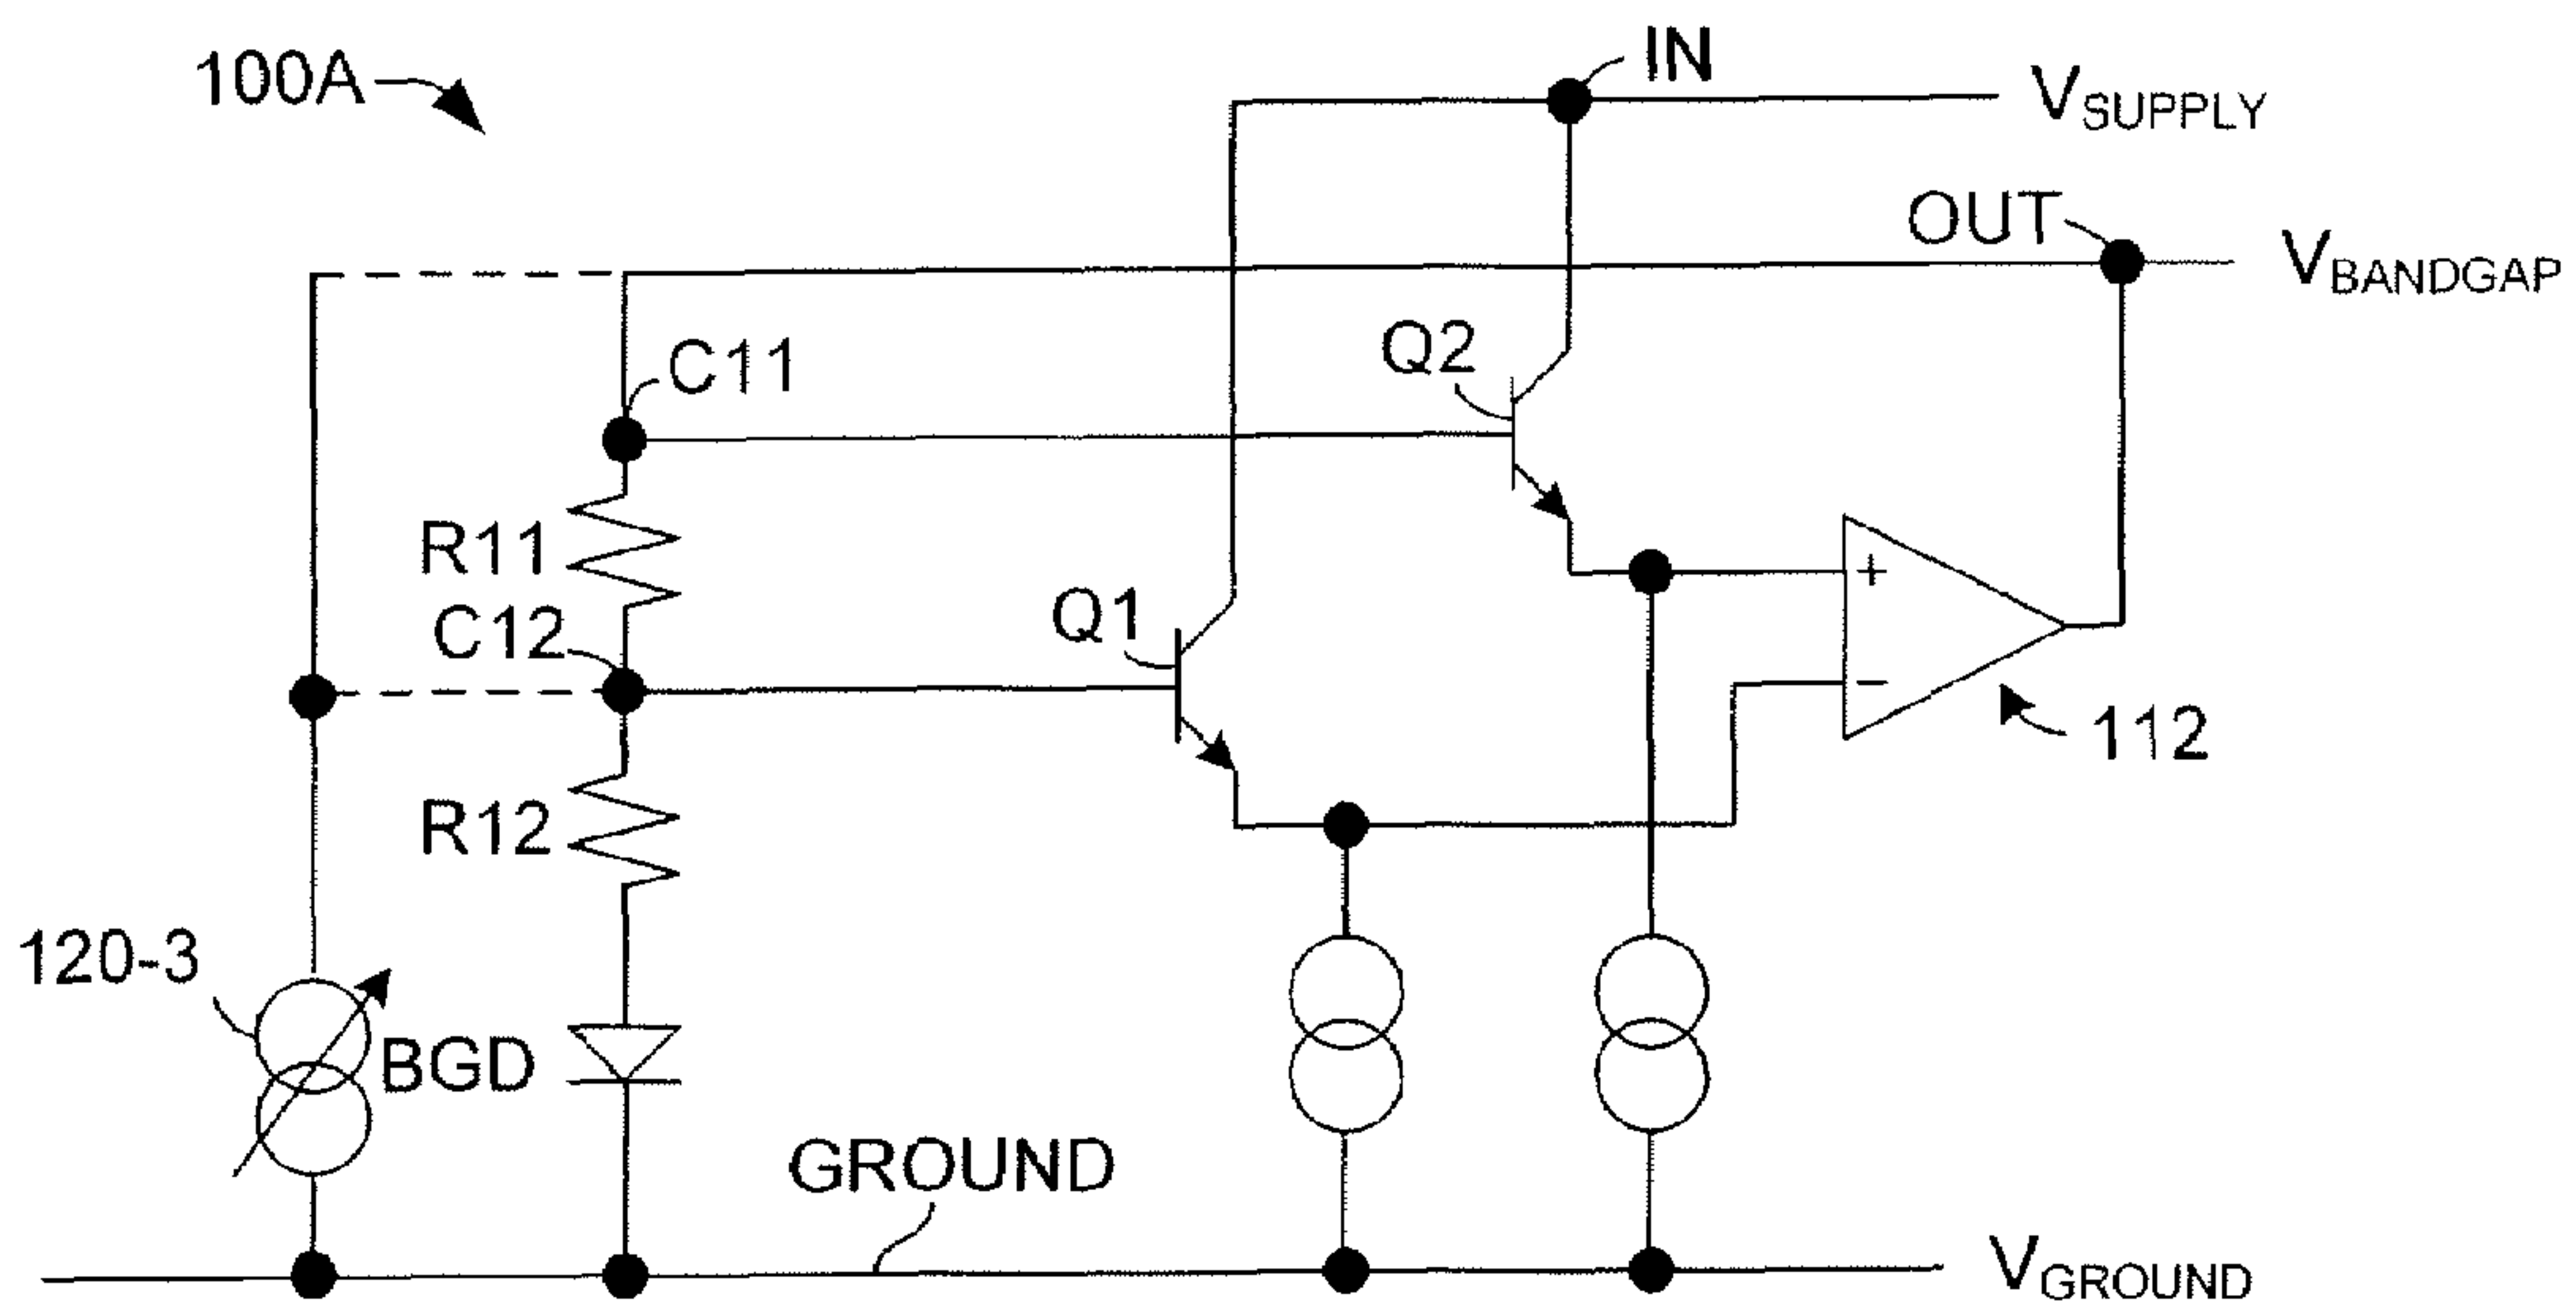 100A
IN
VSUPPLY
OUT
VBANDGAP
C11
Q2
R11
C12
Q1
+
−
112
R12
120-3
BGD
GROUND
VGROUND